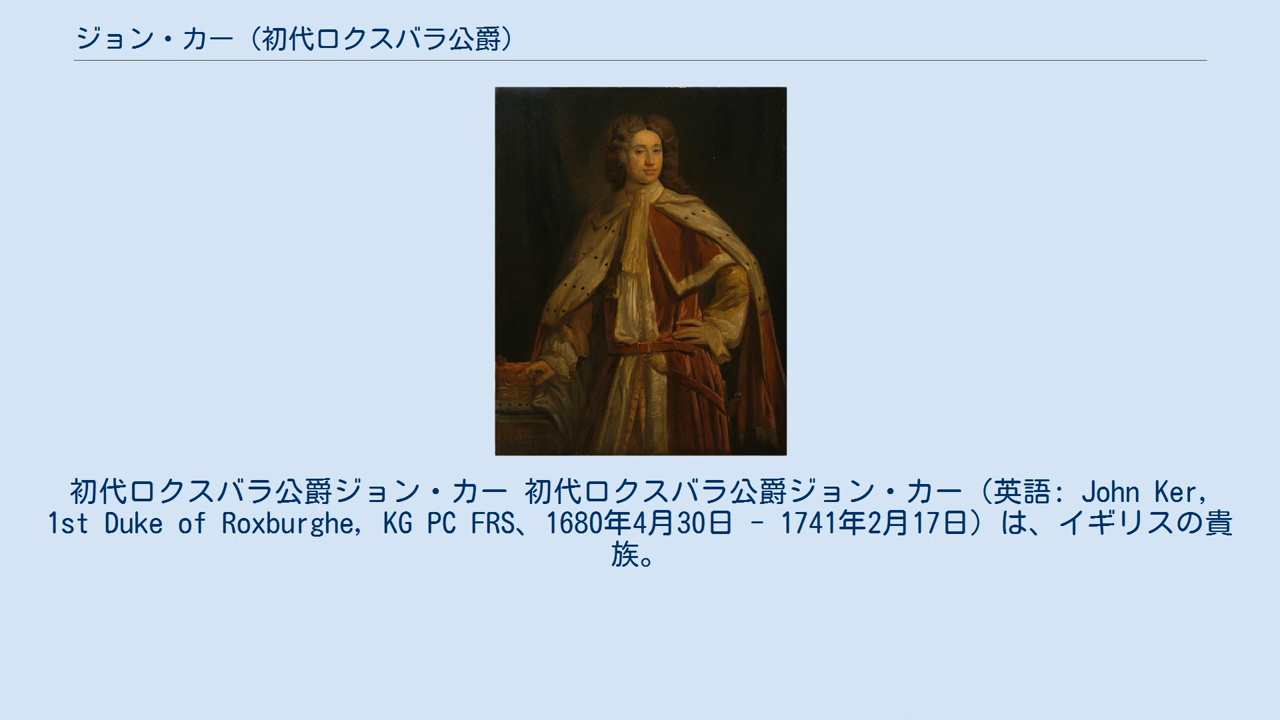 ジョン・カー（初代ロクスバラ公爵）
初代ロクスバラ公爵ジョン・カー 初代ロクスバラ公爵ジョン・カー（英語: John Ker,
1st Duke of Roxburghe, KG PC FRS、1680年4月30日 - 1741年2月17日）は、イギリスの貴
族。